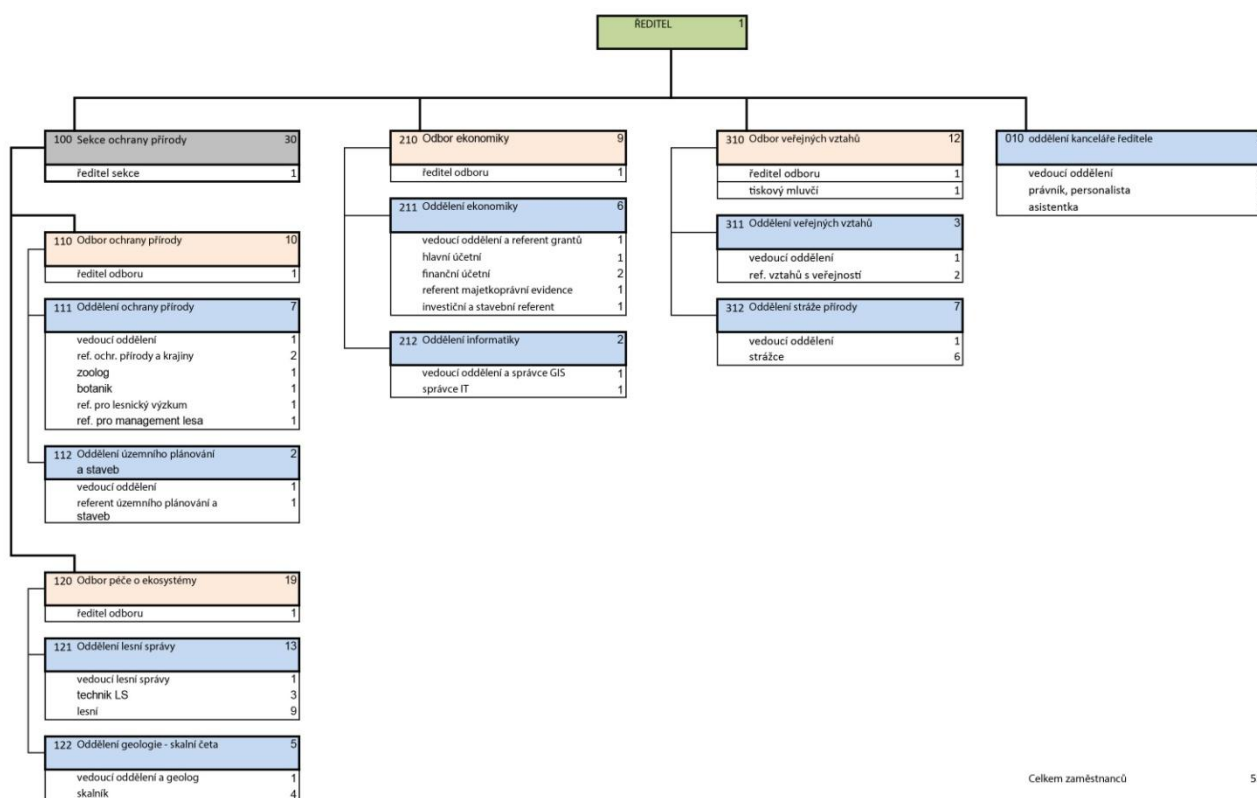 ŘEDITEL 1
100 Sekce ochrany přírody 30
ředitel sekce 1
110 Odbor ochrany přírody 10
ředitel odboru 1
111 Oddělení ochrany přírody 7
vedoucí oddělení 1
ref. ochr. přírody a krajiny 2
zoolog 1
botanik 1
ref. pro lesnický výzkum 1
ref. pro management lesa 1
112 Oddělení územního plánování 2
a staveb
vedoucí oddělení 1
referent územního plánování a 1
staveb
120 Odbor péče o ekosystémy 19
ředitel odboru 1
121 Oddělení lesní správy 13
vedoucí lesní správy 1
technik LS 3
lesní 9
122 Oddělení geologie - skalní četa 5
vedoucí oddělení a geolog 1
skalník 4
210 Odbor ekonomiky 9
ředitel odboru 1
211 Oddělení ekonomiky 6
vedoucí oddělení a referent grantů 1
hlavní účetní 1
finanční účetní 2
referent majetkoprávní evidence 1
investiční a stavební referent 1
212 Oddělení informatiky 2
vedoucí oddělení a správce GIS 1
správce IT 1
310 Odbor veřejných vztahů 12
ředitel odboru 1
tiskový mluvčí 1
311 Oddělení veřejných vztahů 3
vedoucí oddělení 1
ref. vztahů s veřejností 2
312 Oddělení stráže přírody 7
vedoucí oddělení 1
strážce 6
010 oddělení kanceláře ředitele
vedoucí oddělení
právník, personalista
asistentka
Celkem zaměstnanců